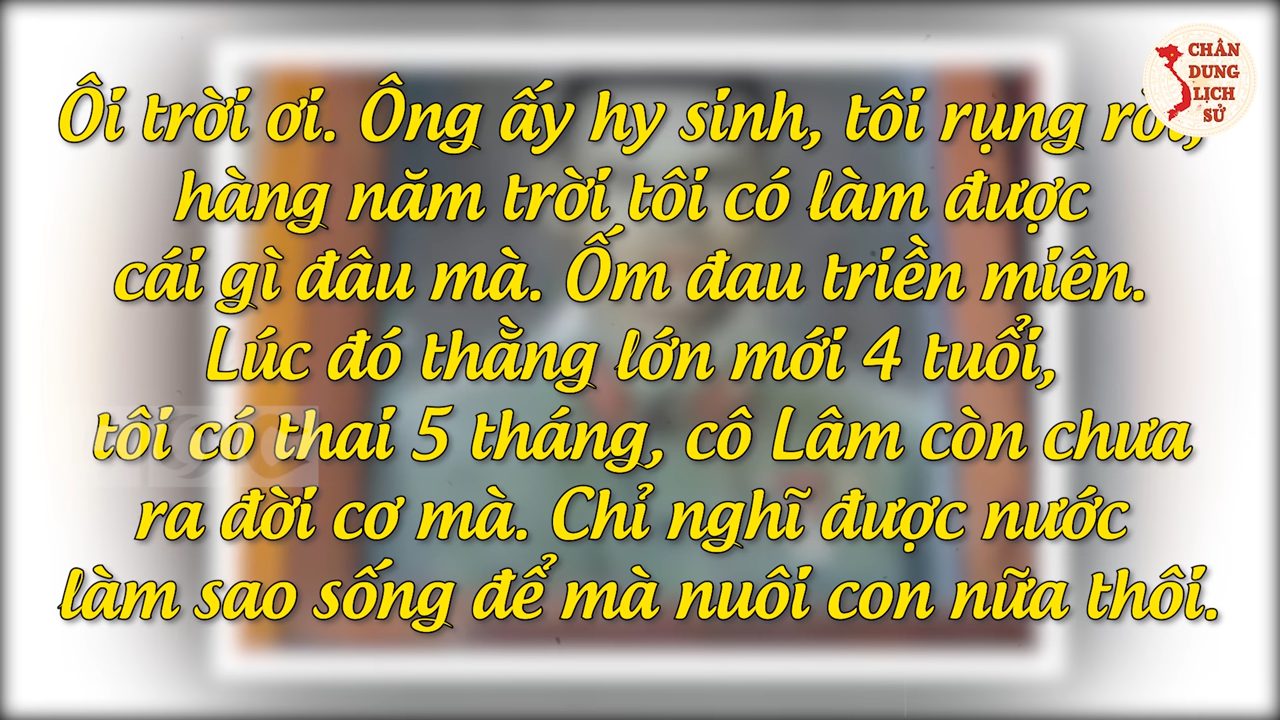 Ôi trời ơi. Ông ấy hy sinh, tôi rụng rời,
hàng năm trời tôi có làm được
cái gì đâu mà. Ốm đau triền miên.
Lúc đó thằng lớn mới 4 tuổi,
tôi có thai 5 tháng, cô Lâm còn chưa
ra đời cơ mà. Chỉ nghĩ được nước
làm sao sống để mà nuôi con nữa thôi.
CHÂN
DUNG
LỊCH
SỬ